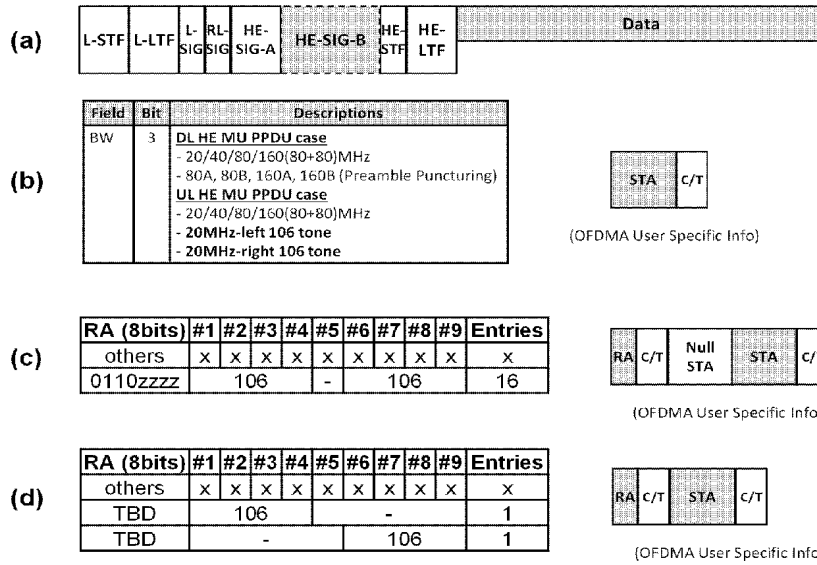 (a)
L-STF L-LTF L-SIG RL-SIG HE-SIG-A HE-SIG-B HE-STF HE-LTF Data
(b)
Field Bit Descriptions
BW 3 DL HE MU PPDU case
- 20/40/80/160(80+80)MHz
- 80A, 80B, 160A, 160B (Preamble Puncturing)
UL HE MU PPDU case
- 20/40/80/160(80+80)MHz
- 20MHz-left 106 tone
- 20MHz-right 106 tone
STA C/T
(OFDMA User Specific Info)
(c)
RA (8bits) #1 #2 #3 #4 #5 #6 #7 #8 #9 Entries
others x x x x x x x x x x
0110zzzz 106 - 106 16
RA C/T Null STA STA C/
(OFDMA User Specific Info
(d)
RA (8bits) #1 #2 #3 #4 #5 #6 #7 #8 #9 Entries
others x x x x x x x x x x
TBD 106 - 1
TBD - 106 1
RA C/T STA C/T
(OFDMA User Specific Info